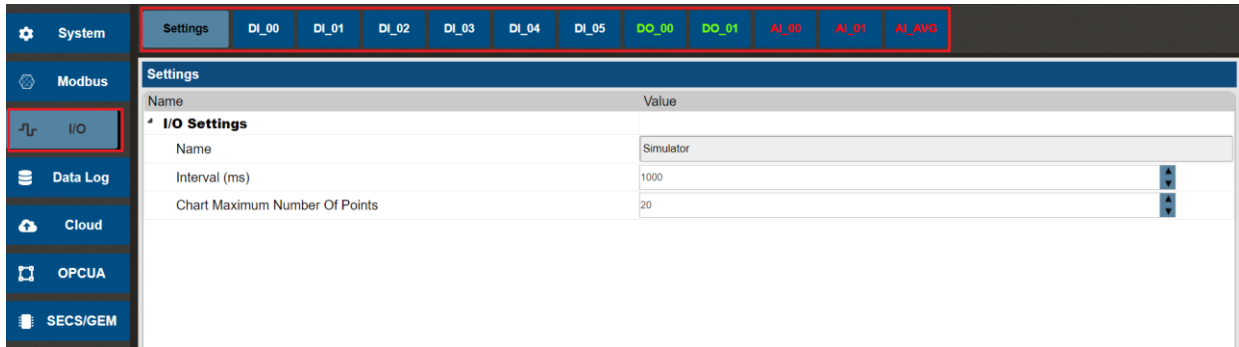 System
Settings DI_00 DI_01 DI_02 DI_03 DI_04 DI_05 DO_00 DO_01 AI_00 AI_01 AI_AVG
Modbus
I/O
Data Log
Cloud
OPCUA
SECS/GEM
Settings
Name Value
I/O Settings
Name Simulator
Interval (ms) 1000
Chart Maximum Number Of Points 20